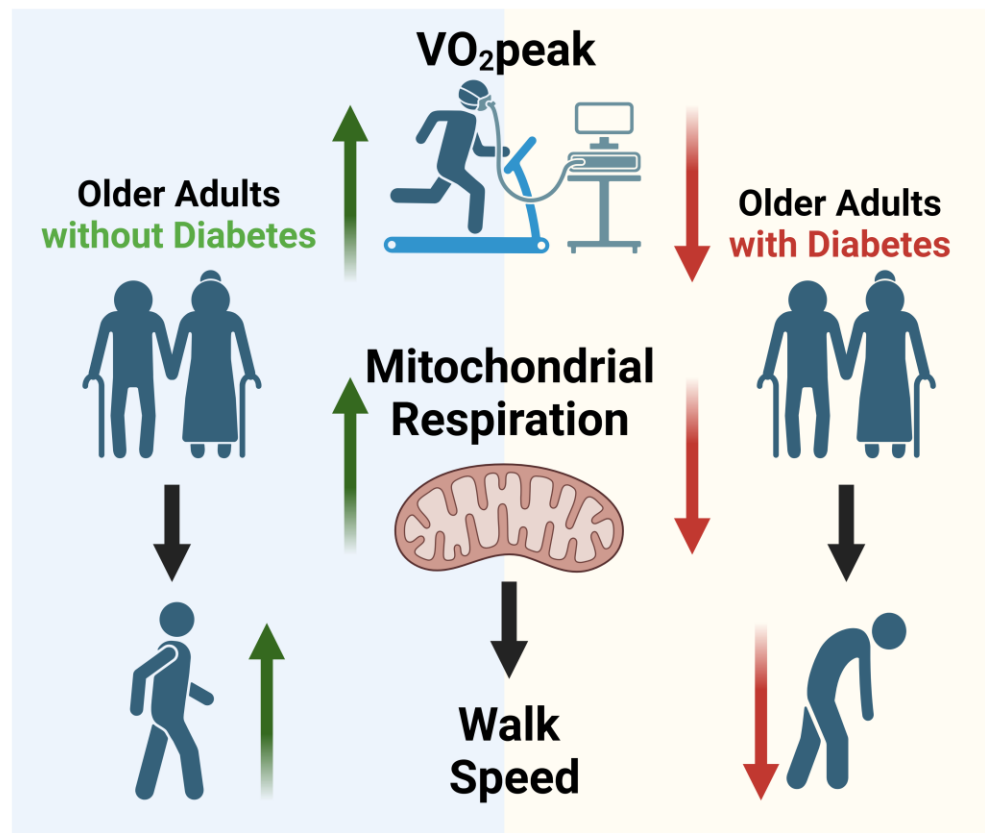 VO₂peak
Older Adults
without Diabetes
Older Adults
with Diabetes
Mitochondrial
Respiration
Walk
Speed